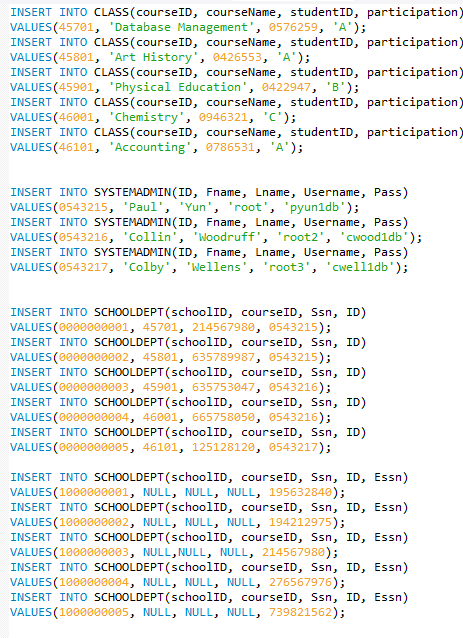 INSERT INTO CLASS(courseID, courseName, studentID, participation)
VALUES(45701, 'Database Management', 0576259, 'A');
INSERT INTO CLASS(courseID, courseName, studentID, participation)
VALUES(45801, 'Art History', 0426553, 'A');
INSERT INTO CLASS(courseID, courseName, studentID, participation)
VALUES(45901, 'Physical Education', 0422947, 'B');
INSERT INTO CLASS(courseID, courseName, studentID, participation)
VALUES(46001, 'Chemistry', 0946321, 'C');
INSERT INTO CLASS(courseID, courseName, studentID, participation)
VALUES(46101, 'Accounting', 0786531, 'A');
INSERT INTO SYSTEMADMIN(ID, Fname, Lname, Username, Pass)
VALUES(0543215, 'Paul', 'Yun', 'root', 'pyun1db');
INSERT INTO SYSTEMADMIN(ID, Fname, Lname, Username, Pass)
VALUES(0543216, 'Collin', 'Woodruff', 'root2', 'cwood1db');
INSERT INTO SYSTEMADMIN(ID, Fname, Lname, Username, Pass)
VALUES(0543217, 'Colby', 'Wellens', 'root3', 'cwell1db');
INSERT INTO SCHOOLDEPT(schoolID, courseID, Ssn, ID)
VALUES(0000000001, 45701, 214567980, 0543215);
INSERT INTO SCHOOLDEPT(schoolID, courseID, Ssn, ID)
VALUES(0000000002, 45801, 635789987, 0543215);
INSERT INTO SCHOOLDEPT(schoolID, courseID, Ssn, ID)
VALUES(0000000003, 45901, 635753047, 0543216);
INSERT INTO SCHOOLDEPT(schoolID, courseID, Ssn, ID)
VALUES(0000000004, 46001, 665758050, 0543216);
INSERT INTO SCHOOLDEPT(schoolID, courseID, Ssn, ID)
VALUES(0000000005, 46101, 125128120, 0543217);
INSERT INTO SCHOOLDEPT(schoolID, courseID, Ssn, ID, Essn)
VALUES(1000000001, NULL, NULL, NULL, 195632840);
INSERT INTO SCHOOLDEPT(schoolID, courseID, Ssn, ID, Essn)
VALUES(1000000002, NULL, NULL, NULL, 194212975);
INSERT INTO SCHOOLDEPT(schoolID, courseID, Ssn, ID, Essn)
VALUES(1000000003, NULL,NULL, NULL, 214567980);
INSERT INTO SCHOOLDEPT(schoolID, courseID, Ssn, ID, Essn)
VALUES(1000000004, NULL, NULL, NULL, 276567976);
INSERT INTO SCHOOLDEPT(schoolID, courseID, Ssn, ID, Essn)
VALUES(1000000005, NULL, NULL, NULL, 739821562);